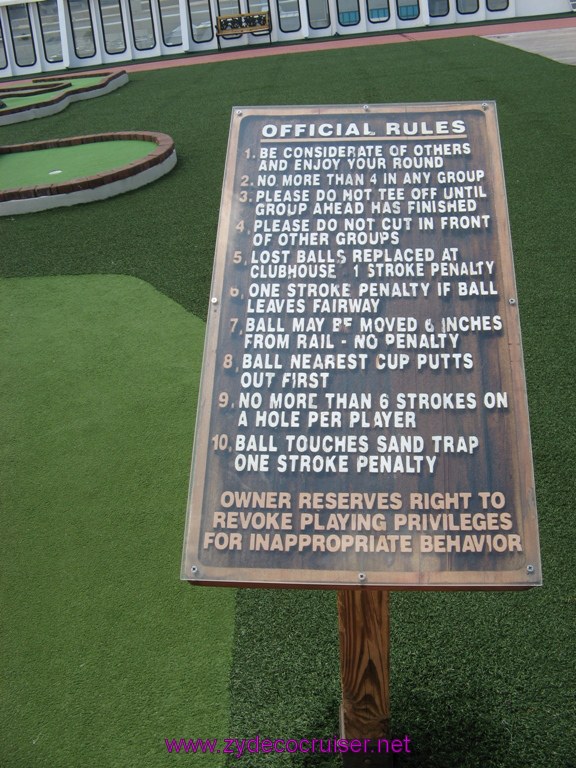 OFFICIAL RULES
1. BE CONSIDERATE OF OTHERS
AND ENJOY YOUR ROUND
2. NO MORE THAN 4 IN ANY GROUP
3. PLEASE DO NOT TEE OFF UNTIL
GROUP AHEAD HAS FINISHED
4. PLEASE DO NOT CUT IN FRONT
OF OTHER GROUPS
5. LOST BALLS REPLACED AT
CLUBHOUSE - 1 STROKE PENALTY
6. ONE STROKE PENALTY IF BALL
LEAVES FAIRWAY
7. BALL MAY BE MOVED 6 INCHES
FROM RAIL - NO PENALTY
8. BALL NEAREST CUP PUTTS
OUT FIRST
9. NO MORE THAN 6 STROKES ON
A HOLE PER PLAYER
10. BALL TOUCHES SAND TRAP
ONE STROKE PENALTY
OWNER RESERVES RIGHT TO
REVOKE PLAYING PRIVILEGES
FOR INAPPROPRIATE BEHAVIOR
www.zydecocruiser.net